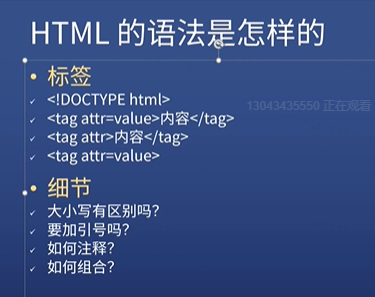 HTML 的语法是怎样的
标签
<!DOCTYPE html>
<tag attr=value>内容</tag>
<tag attr>内容</tag>
<tag attr=value>
13043435550 正在观看
细节
大小写有区别吗?
要加引号吗?
如何注释?
如何组合?